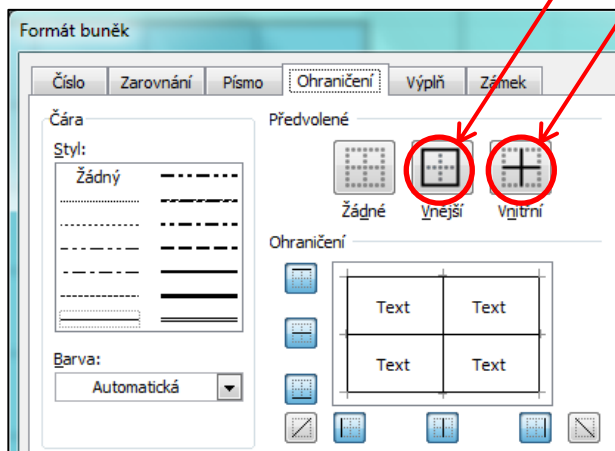 Formát buněk
Číslo Zarovnání Písmo Ohraničení Výplň Zámek
Čára
Styl:
Žádný
Barva:
Automatická
Předvolené
Žádné Vnější Vnitřní
Ohraničení
Text Text
Text Text